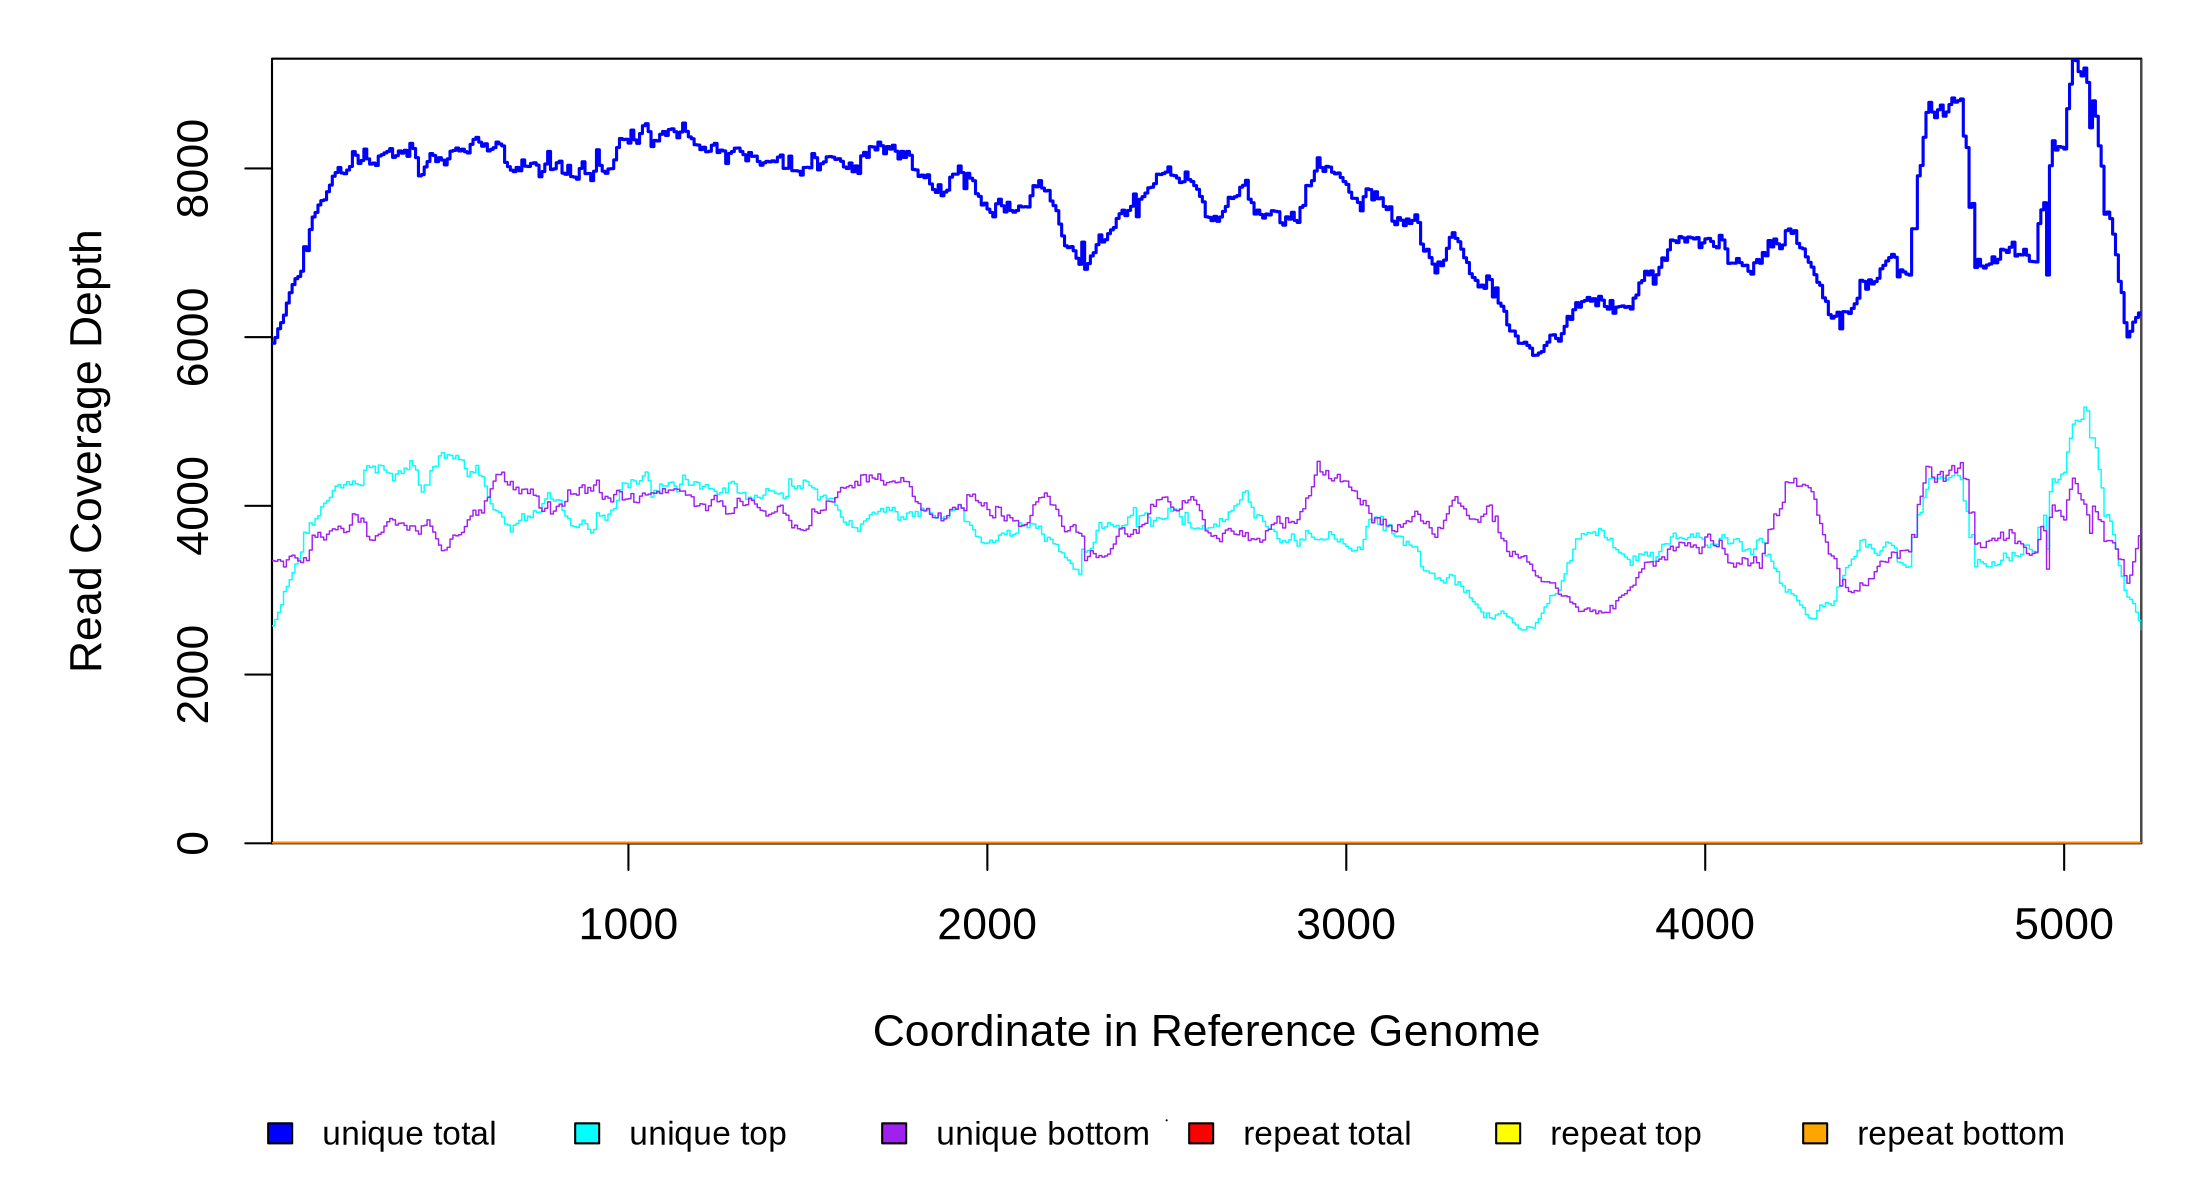 Read Coverage Depth
8000
6000
4000
2000
0
1000 2000 3000 4000 5000
Coordinate in Reference Genome
unique total unique top unique bottom repeat total repeat top repeat bottom